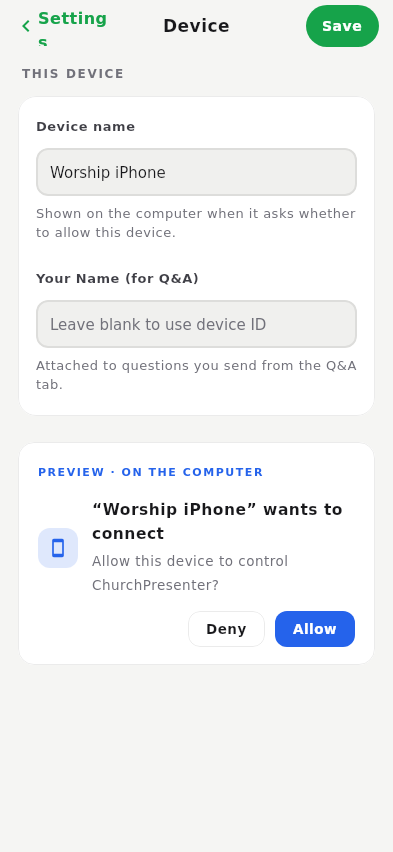 Setting
s
Device
Save
THIS DEVICE
Device name
Worship iPhone
Shown on the computer when it asks whether
to allow this device.
Your Name (for Q&A)
Leave blank to use device ID
Attached to questions you send from the Q&A
tab.
PREVIEW · ON THE COMPUTER
“Worship iPhone” wants to
connect
Allow this device to control
ChurchPresenter?
Deny
Allow